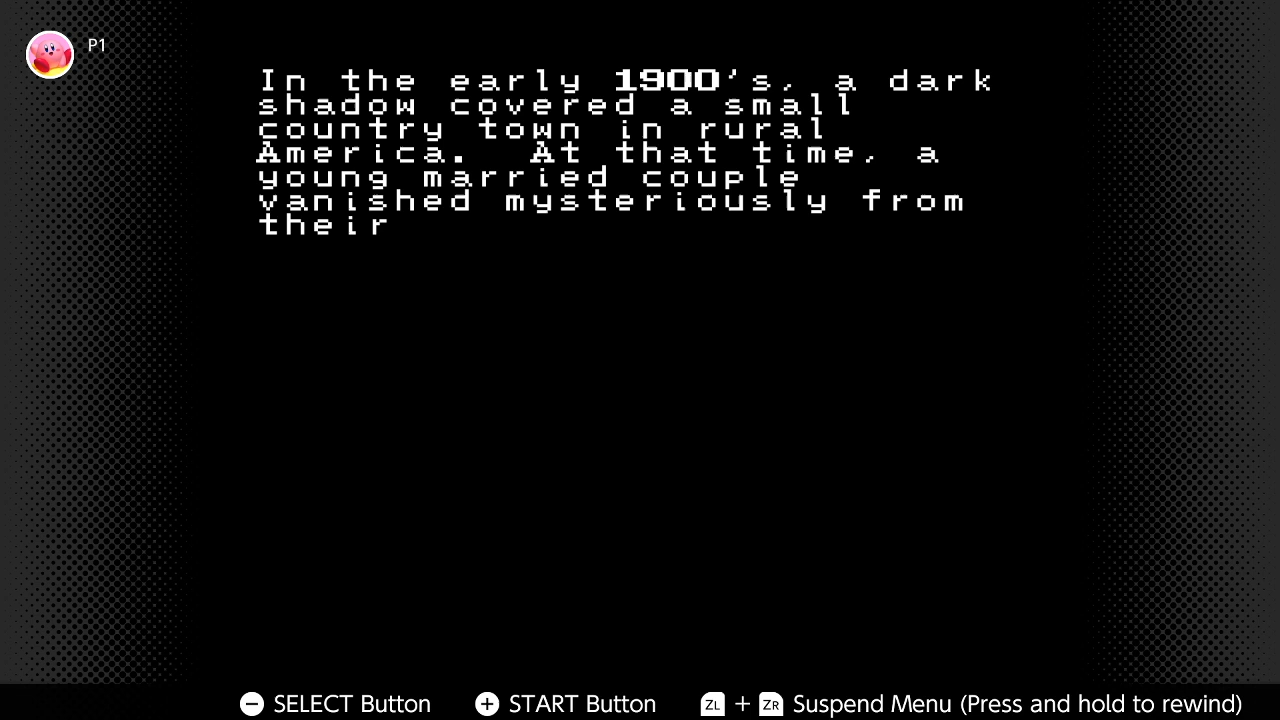 P1
In the early 1900's, a dark
shadow covered a small
country town in rural
America.  At that time, a
young married couple
vanished mysteriously from
their
SELECT Button + START Button ZL + ZR Suspend Menu (Press and hold to rewind)